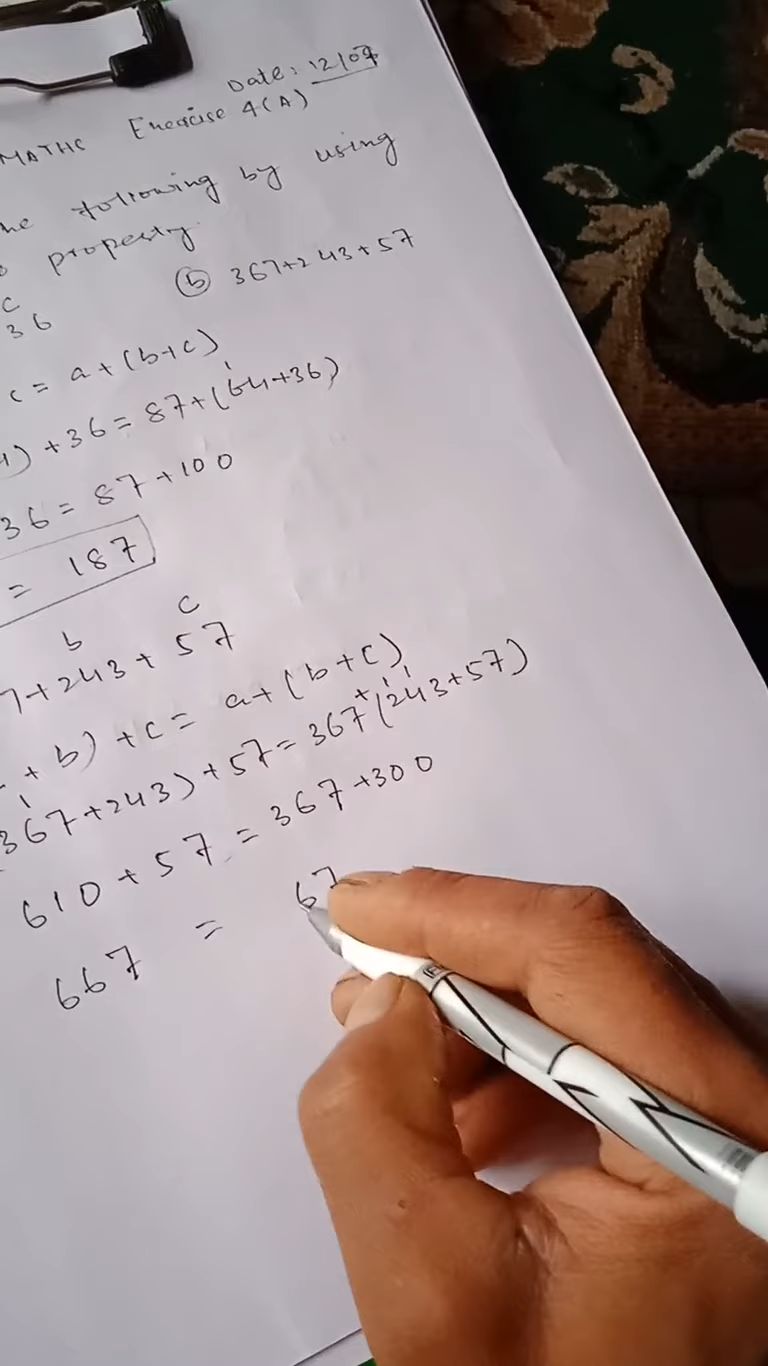 Date: 12/07
MATHS Exercise 4(A)
the following by using
property
c
36
(b) 367+243+57
c = a+(b+c)
) +36 = 87+(64+36)
36 = 87+100
= 187
b c
7+243+57
+ b) +c = a+(b+c)
367+243) +57 = 367+(243+57)
610+57 = 367+300
667 = 67